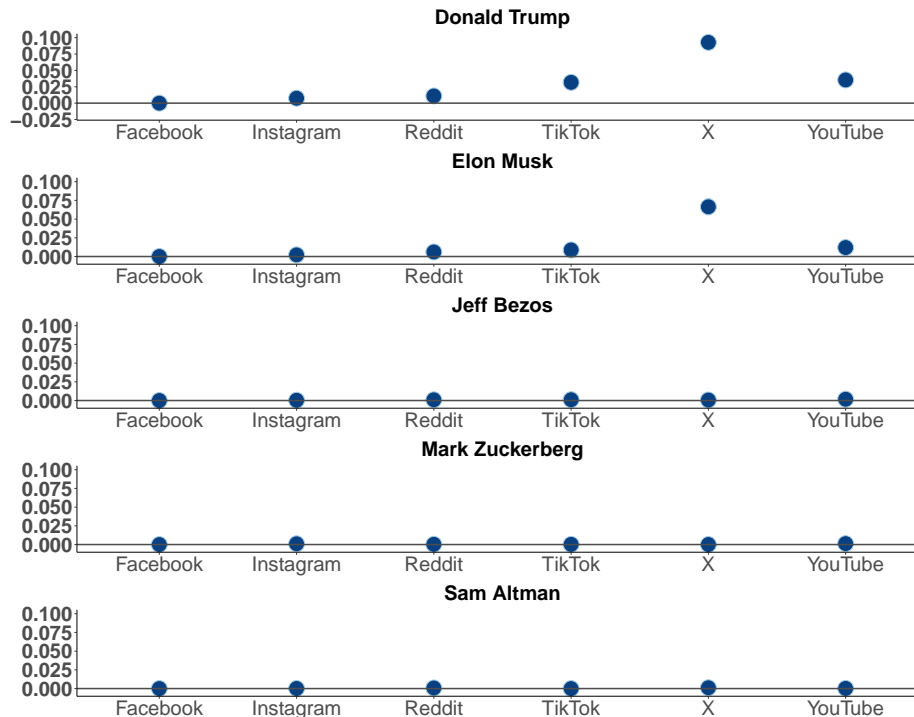 Donald Trump
0.100
0.075
0.050
0.025
0.000
−0.025
Facebook Instagram Reddit TikTok X YouTube
Elon Musk
0.100
0.075
0.050
0.025
0.000
Facebook Instagram Reddit TikTok X YouTube
Jeff Bezos
0.100
0.075
0.050
0.025
0.000
Facebook Instagram Reddit TikTok X YouTube
Mark Zuckerberg
0.100
0.075
0.050
0.025
0.000
Facebook Instagram Reddit TikTok X YouTube
Sam Altman
0.100
0.075
0.050
0.025
0.000
Facebook Instagram Reddit TikTok X YouTube